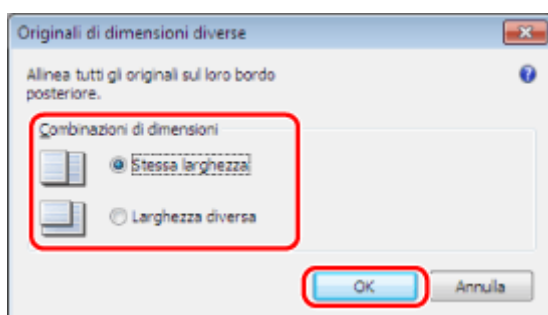 Originali di dimensioni diverse
Allinea tutti gli originali sul loro bordo
posteriore.
Combinazioni di dimensioni
Stessa larghezza
Larghezza diversa
OK
Annulla